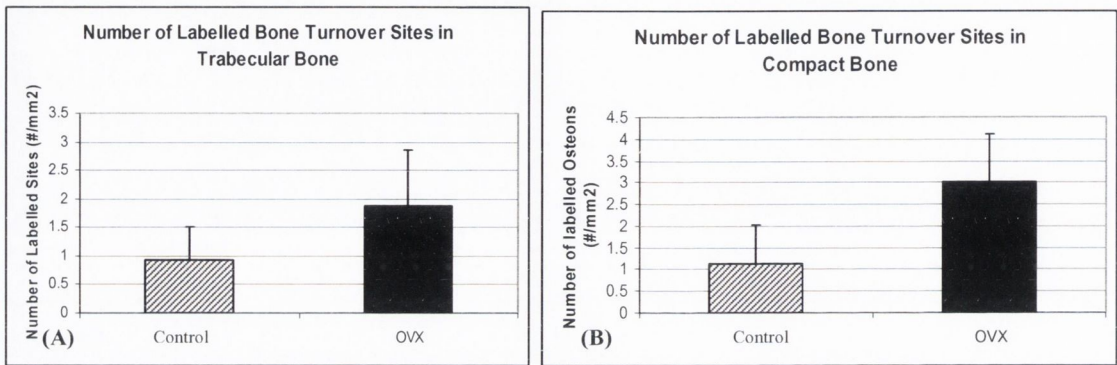 Number of Labelled Bone Turnover Sites in
Trabecular Bone
Number of Labelled Sites (#/mm2)
3.5
3
2.5
2
1.5
1
0.5
0
(A)
Control
OVX
Number of Labelled Bone Turnover Sites in
Compact Bone
Number of labelled Osteons
(#/mm2)
4.5
4
3.5
3
2.5
2
1.5
1
0.5
0
(B)
Control
OVX